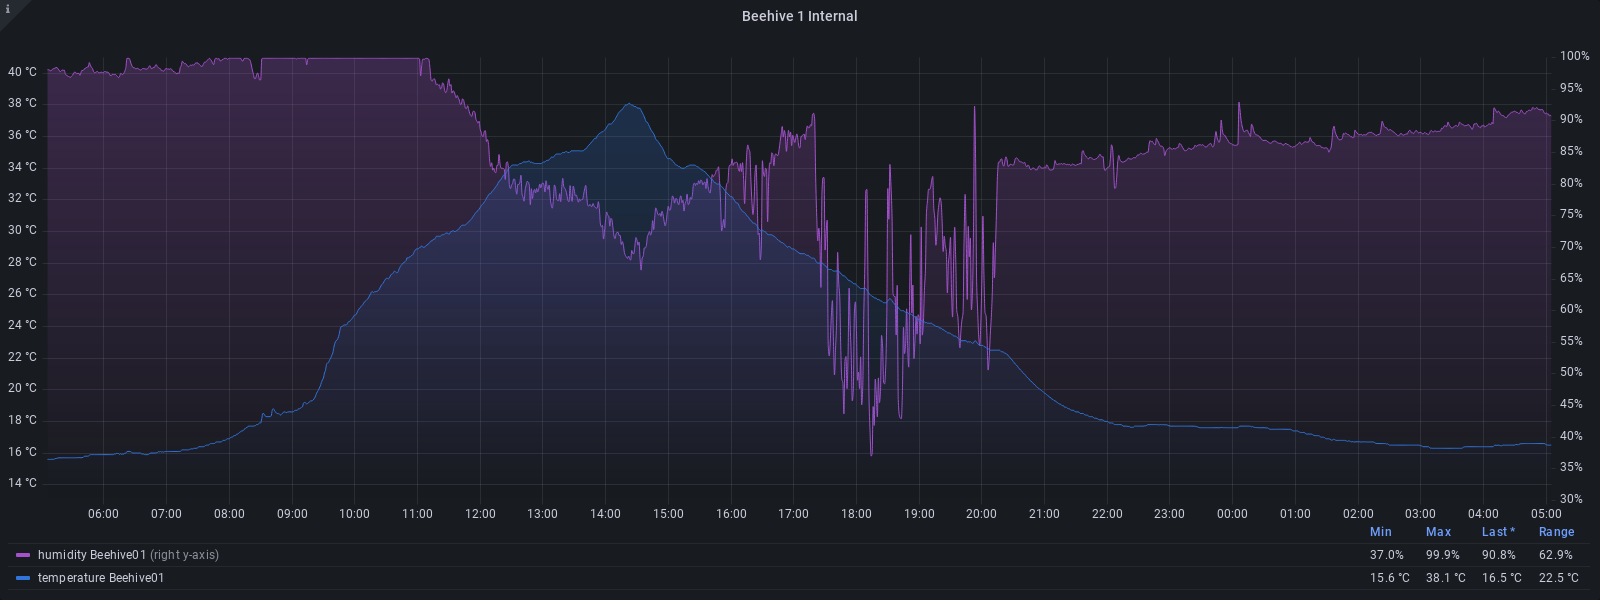 i
Beehive 1 Internal
40 °C
38 °C
36 °C
34 °C
32 °C
30 °C
28 °C
26 °C
24 °C
22 °C
20 °C
18 °C
16 °C
14 °C
100%
95%
90%
85%
80%
75%
70%
65%
60%
55%
50%
45%
40%
35%
30%
06:00 07:00 08:00 09:00 10:00 11:00 12:00 13:00 14:00 15:00 16:00 17:00 18:00 19:00 20:00 21:00 22:00 23:00 00:00 01:00 02:00 03:00 04:00 05:00
Min Max Last * Range
humidity Beehive01 (right y-axis) 37.0% 99.9% 90.8% 62.9%
temperature Beehive01 15.6 °C 38.1 °C 16.5 °C 22.5 °C